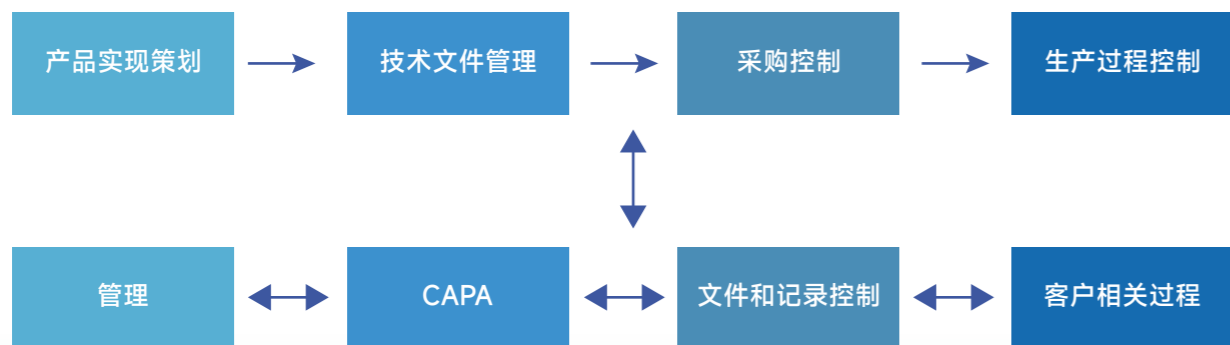 产品实现策划
技术文件管理
采购控制
生产过程控制
管理
CAPA
文件和记录控制
客户相关过程